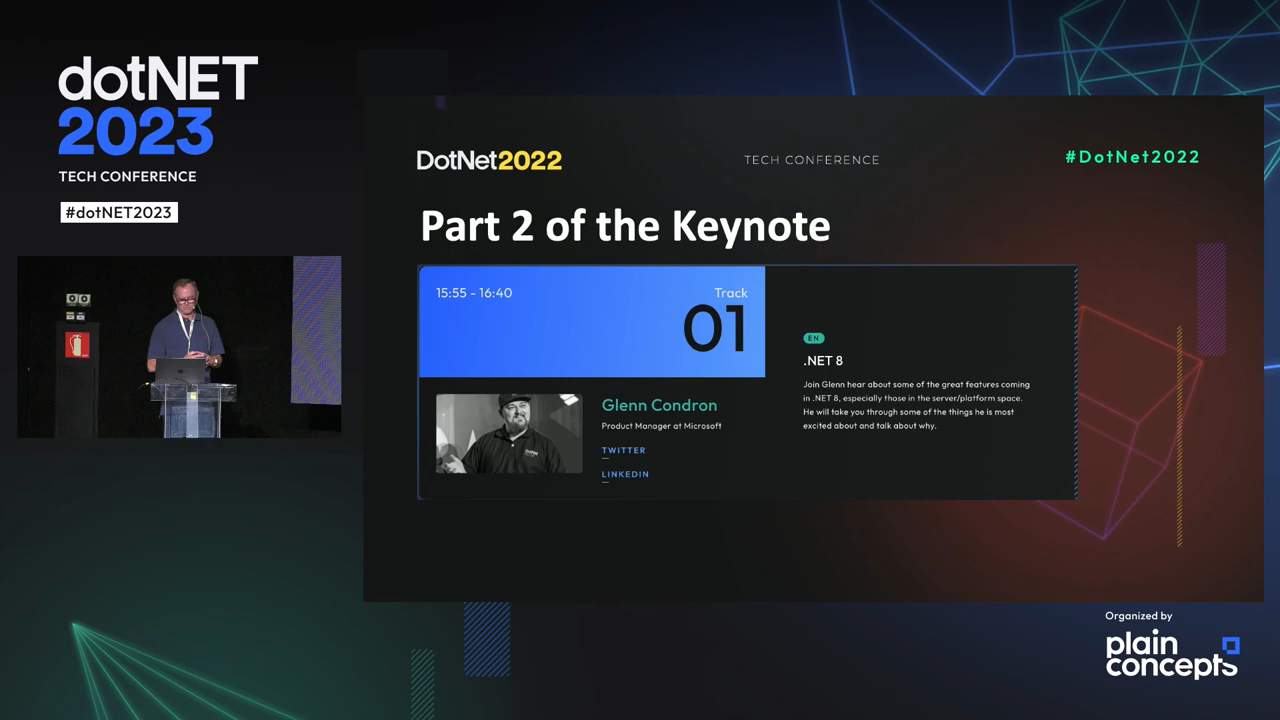 dotNET
2023
TECH CONFERENCE
#dotNET2023
DotNet2022
TECH CONFERENCE
#DotNet2022
Part 2 of the Keynote
15:55 - 16:40
Track
01
Glenn Condron
Product Manager at Microsoft
TWITTER
LINKEDIN
EN
.NET 8
Join Glenn hear about some of the great features coming
in .NET 8, especially those in the server/platform space.
He will take you through some of the things he is most
excited about and talk about why.
Organized by
plain
concepts